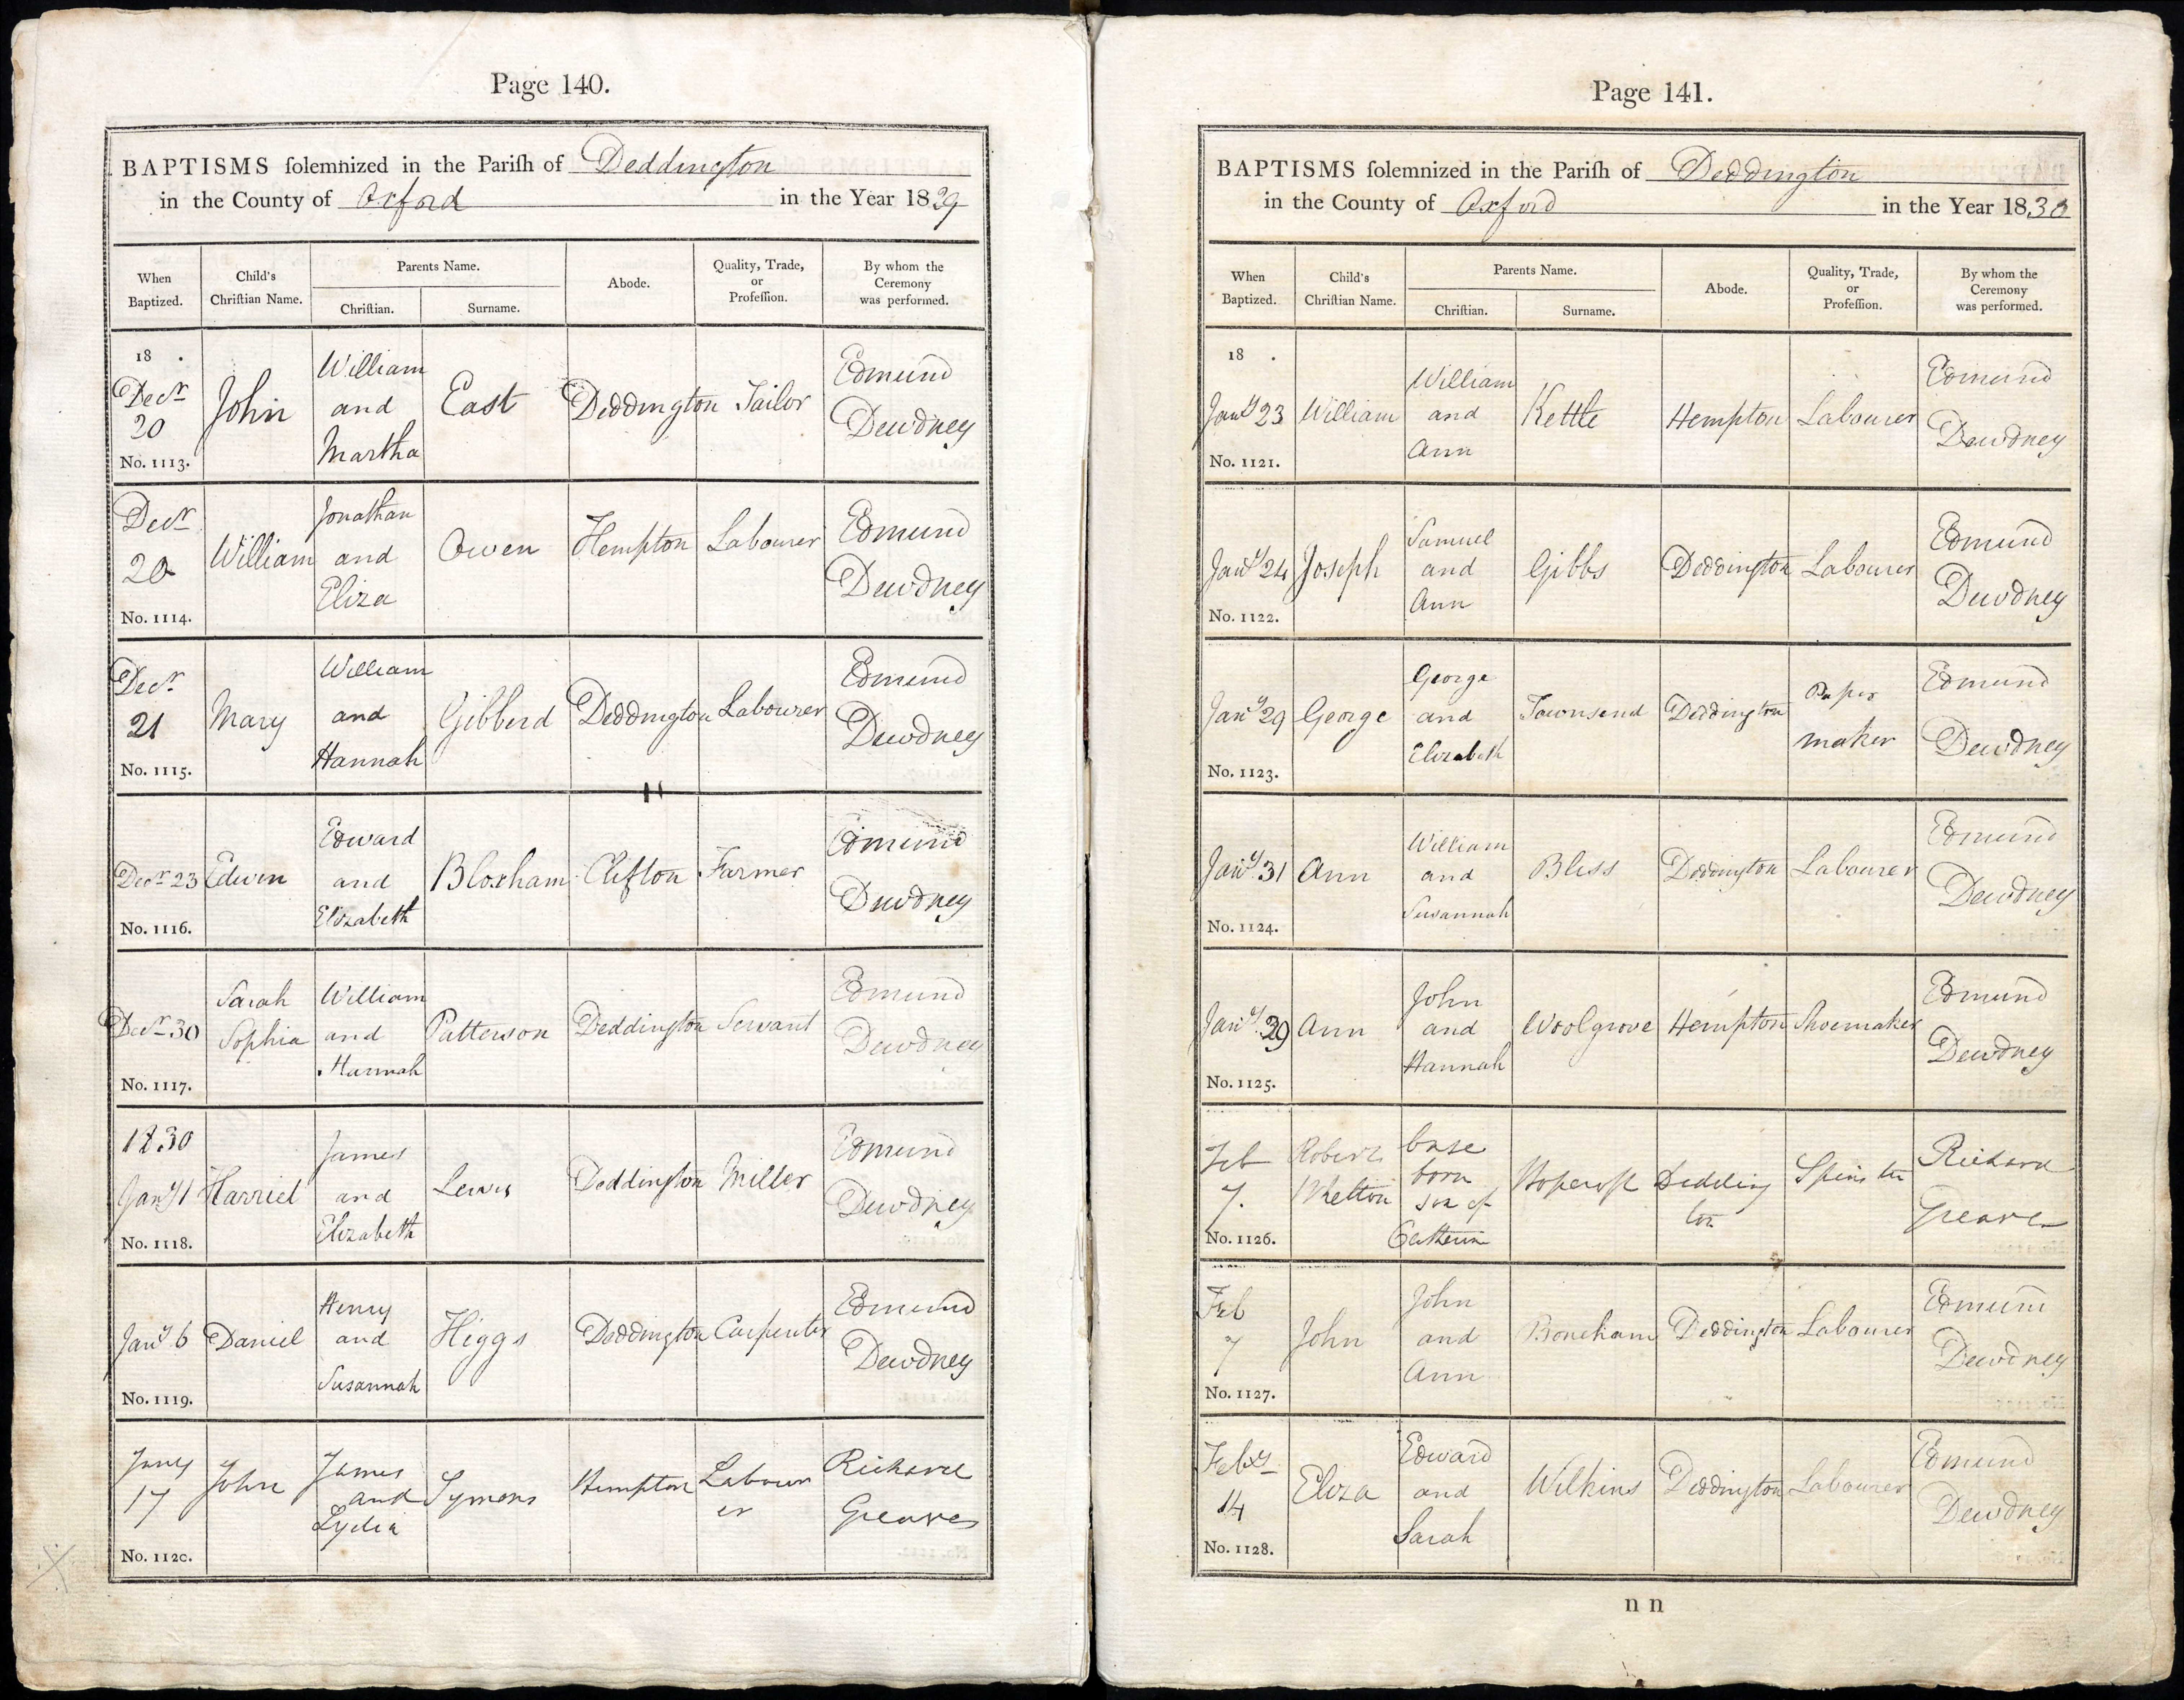 Page 140.
BAPTISMS ſolemnized in the Pariſh of Deddington
in the County of Oxford in the Year 1829
When Baptized. Child's Chriſtian Name. Parents Name. Chriſtian. Surname. Abode. Quality, Trade, or Profeſſion. By whom the Ceremony was performed.
18 .
Decr 20 John William and Martha East Deddington Tailor Edmund Dewdney
No. 1113.
Decr 20 William Jonathan and Eliza Owen Hempton Labourer Edmund Dewdney
No. 1114.
Decr 21 Mary William and Hannah Gibberd Deddington Labourer Edmund Dewdney
No. 1115.
Decr 23 Edwin Edward and Elizabeth Bloxham Clifton Farmer Edmund Dewdney
No. 1116.
Decr 30 Sarah Sophia William and Hannah Patterson Deddington Servant Edmund Dewdney
No. 1117.
1830
Jany 1 Harriet James and Elizabeth Lewis Deddington Miller Edmund Dewdney
No. 1118.
Jany 6 Daniel Henry and Susannah Higgs Deddington Carpenter Edmund Dewdney
No. 1119.
Jany 17 John James and Lydia Symons Hempton Labourer Richard Greaves
No. 1120.
Page 141.
BAPTISMS ſolemnized in the Pariſh of Deddington
in the County of Oxford in the Year 1830
When Baptized. Child's Chriſtian Name. Parents Name. Chriſtian. Surname. Abode. Quality, Trade, or Profeſſion. By whom the Ceremony was performed.
18 .
Jany 23 William William and Ann Kettle Hempton Labourer Edmund Dewdney
No. 1121.
Jany 24 Joseph Samuel and Ann Gibbs Deddington Labourer Edmund Dewdney
No. 1122.
Jany 29 George George and Elizabeth Townsend Deddington Paper maker Edmund Dewdney
No. 1123.
Jany 31 Ann William and Susannah Bliss Deddington Labourer Edmund Dewdney
No. 1124.
Jany 29 Ann John and Hannah Woolgrove Hempton Shoemaker Edmund Dewdney
No. 1125.
Feb 7. Robert base born son of Catherine Hopcroft Deddington Spinster Richard Greaves
No. 1126.
Feb 7 John John and Ann Boneham Deddington Labourer Edmund Dewdney
No. 1127.
Feby 14 Eliza Edward and Sarah Wilkins Deddington Labourer Edmund Dewdney
No. 1128.
n n